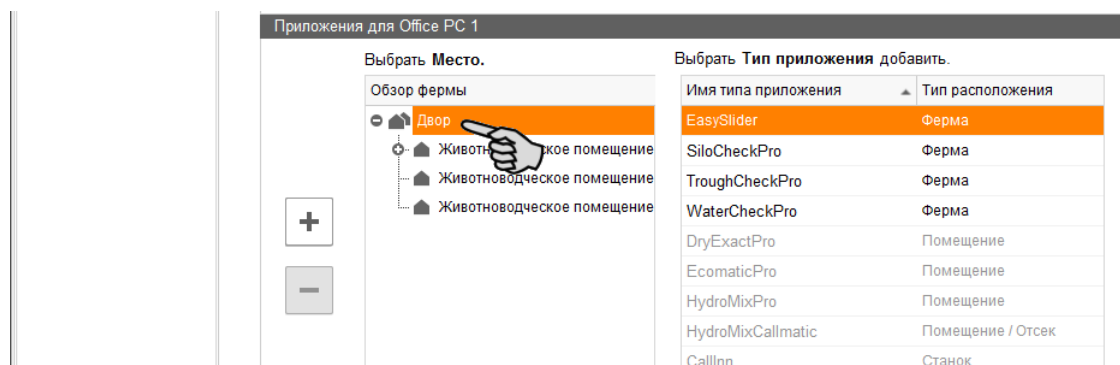 Приложения для Office PC 1
Выбрать Место.
Обзор фермы
Двор
Животн ское помещение
Животноводческое помещение
Животноводческое помещение
Выбрать Тип приложения добавить.
Имя типа приложения Тип расположения
EasySlider Ферма
SiloCheckPro Ферма
TroughCheckPro Ферма
WaterCheckPro Ферма
DryExactPro Помещение
EcomaticPro Помещение
HydroMixPro Помещение
HydroMixCallmatic Помещение / Отсек
CallInn Станок